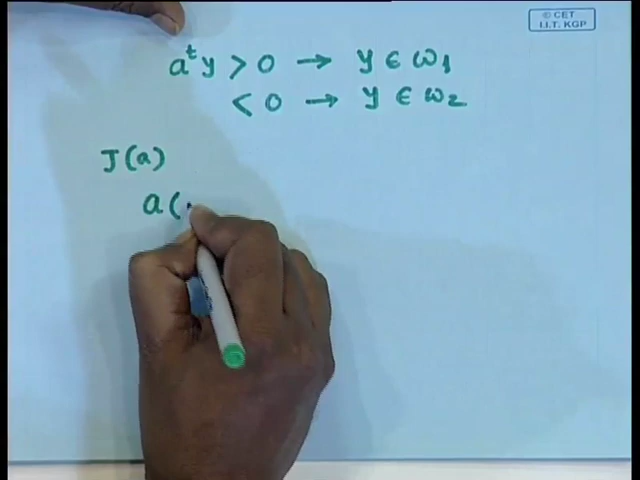 © CET
I.I.T. KGP
aᵗy > 0 → y ∈ ω₁
< 0 → y ∈ ω₂
J(a)
a(